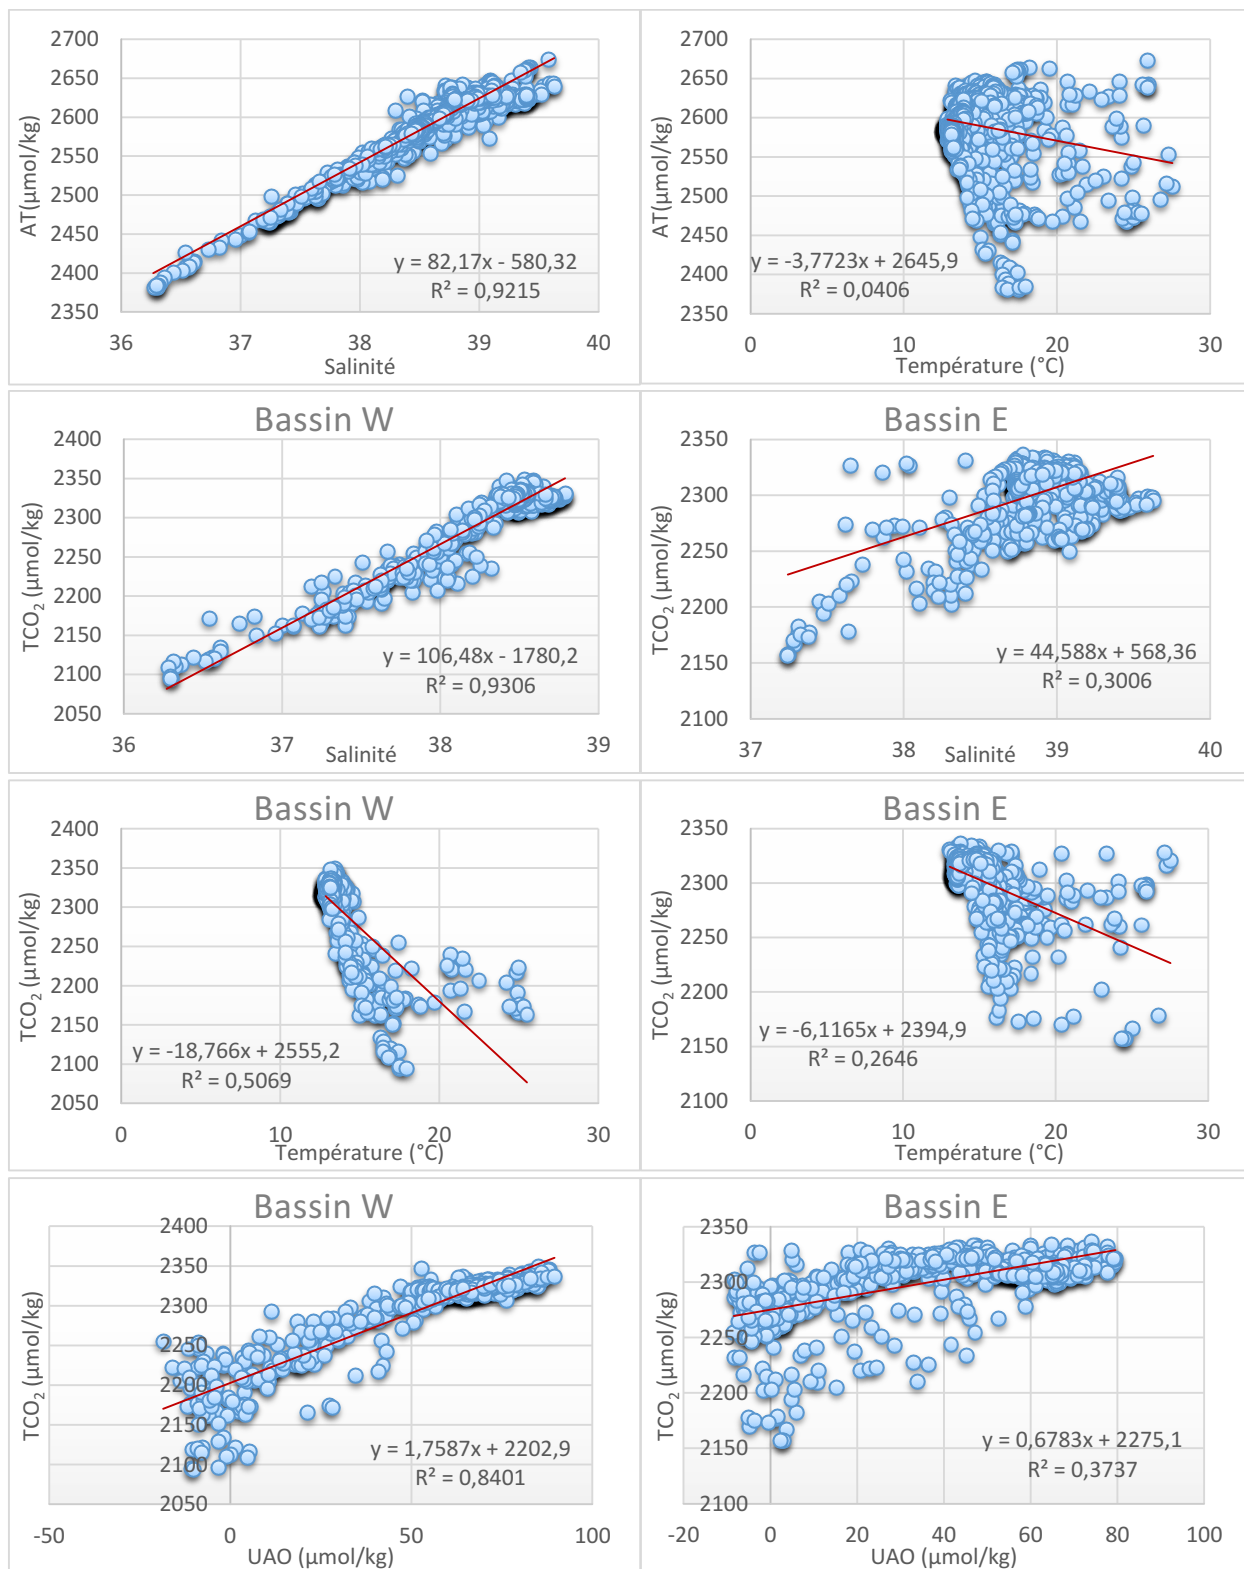 2700
2650
2600
2550
2500
2450
2400
2350
AT(µmol/kg)
y = 82,17x - 580,32
R² = 0,9215
36 37 38 39 40
Salinité
2700
2650
2600
2550
2500
2450
2400
2350
AT(µmol/kg)
y = -3,7723x + 2645,9
R² = 0,0406
0 10 20 30
Température (°C)
Bassin W
2400
2350
2300
2250
2200
2150
2100
2050
TCO₂ (µmol/kg)
y = 106,48x - 1780,2
R² = 0,9306
36 37 38 39
Salinité
Bassin E
2350
2300
2250
2200
2150
2100
TCO₂ (µmol/kg)
y = 44,588x + 568,36
R² = 0,3006
37 38 39 40
Salinité
Bassin W
2400
2350
2300
2250
2200
2150
2100
2050
TCO₂ (µmol/kg)
y = -18,766x + 2555,2
R² = 0,5069
0 10 20 30
Température (°C)
Bassin E
2350
2300
2250
2200
2150
2100
TCO₂ (µmol/kg)
y = -6,1165x + 2394,9
R² = 0,2646
0 10 20 30
Température (°C)
Bassin W
2400
2350
2300
2250
2200
2150
2100
2050
TCO₂ (µmol/kg)
y = 1,7587x + 2202,9
R² = 0,8401
-50 0 50 100
UAO (µmol/kg)
Bassin E
2350
2300
2250
2200
2150
2100
TCO₂ (µmol/kg)
y = 0,6783x + 2275,1
R² = 0,3737
-20 0 20 40 60 80 100
UAO (µmol/kg)